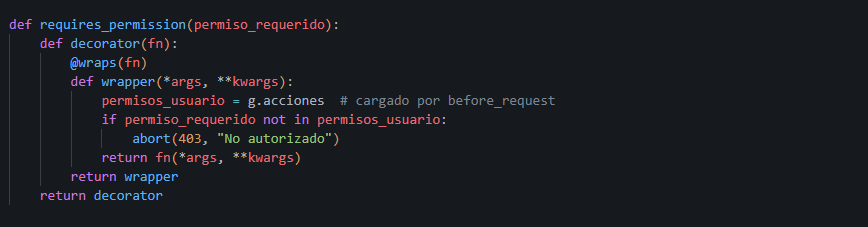 def requires_permission(permiso_requerido):
    def decorator(fn):
        @wraps(fn)
        def wrapper(*args, **kwargs):
            permisos_usuario = g.acciones  # cargado por before_request
            if permiso_requerido not in permisos_usuario:
                abort(403, "No autorizado")
            return fn(*args, **kwargs)
        return wrapper
    return decorator